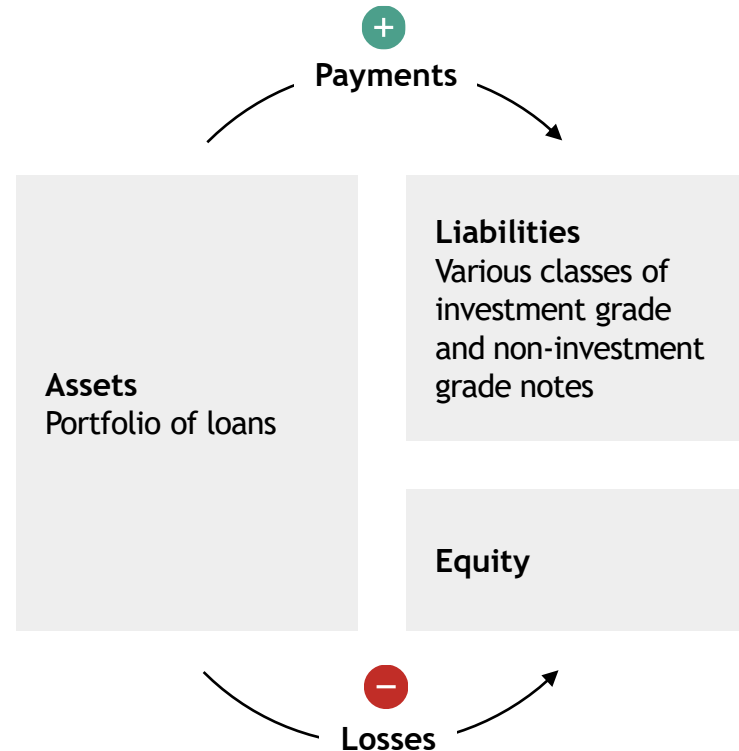 +
Payments
Assets
Portfolio of loans
Liabilities
Various classes of
investment grade
and non-investment
grade notes
Equity
−
Losses